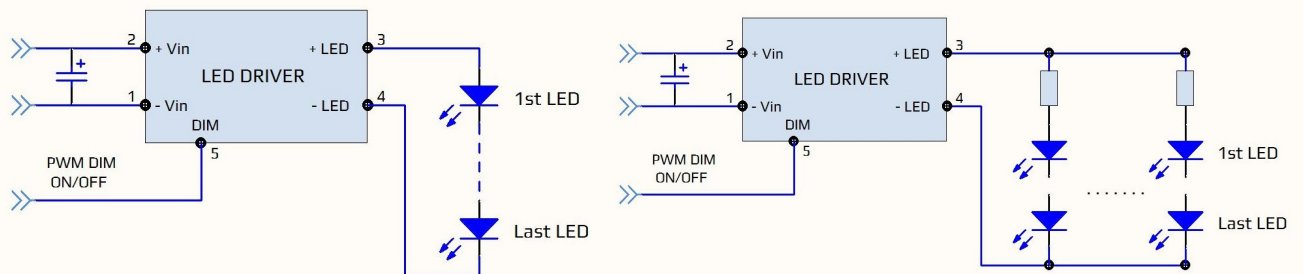 2
+ Vin
+ LED
3
LED DRIVER
1
- Vin
- LED
4
DIM
5
PWM DIM
ON/OFF
+
1st LED
Last LED
2
+ Vin
+ LED
3
LED DRIVER
1
- Vin
- LED
4
DIM
5
PWM DIM
ON/OFF
+
1st LED
.......
Last LED